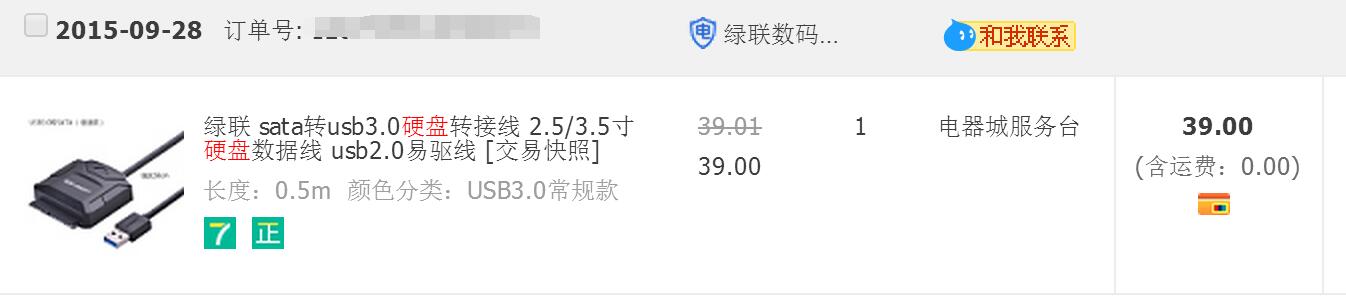 2015-09-28 订单号:
绿联数码...
和我联系
绿联 sata转usb3.0硬盘转接线 2.5/3.5寸
硬盘数据线 usb2.0易驱线 [交易快照]
长度：0.5m 颜色分类：USB3.0常规款
7 正
39.01
39.00
1
电器城服务台
39.00
(含运费：0.00)